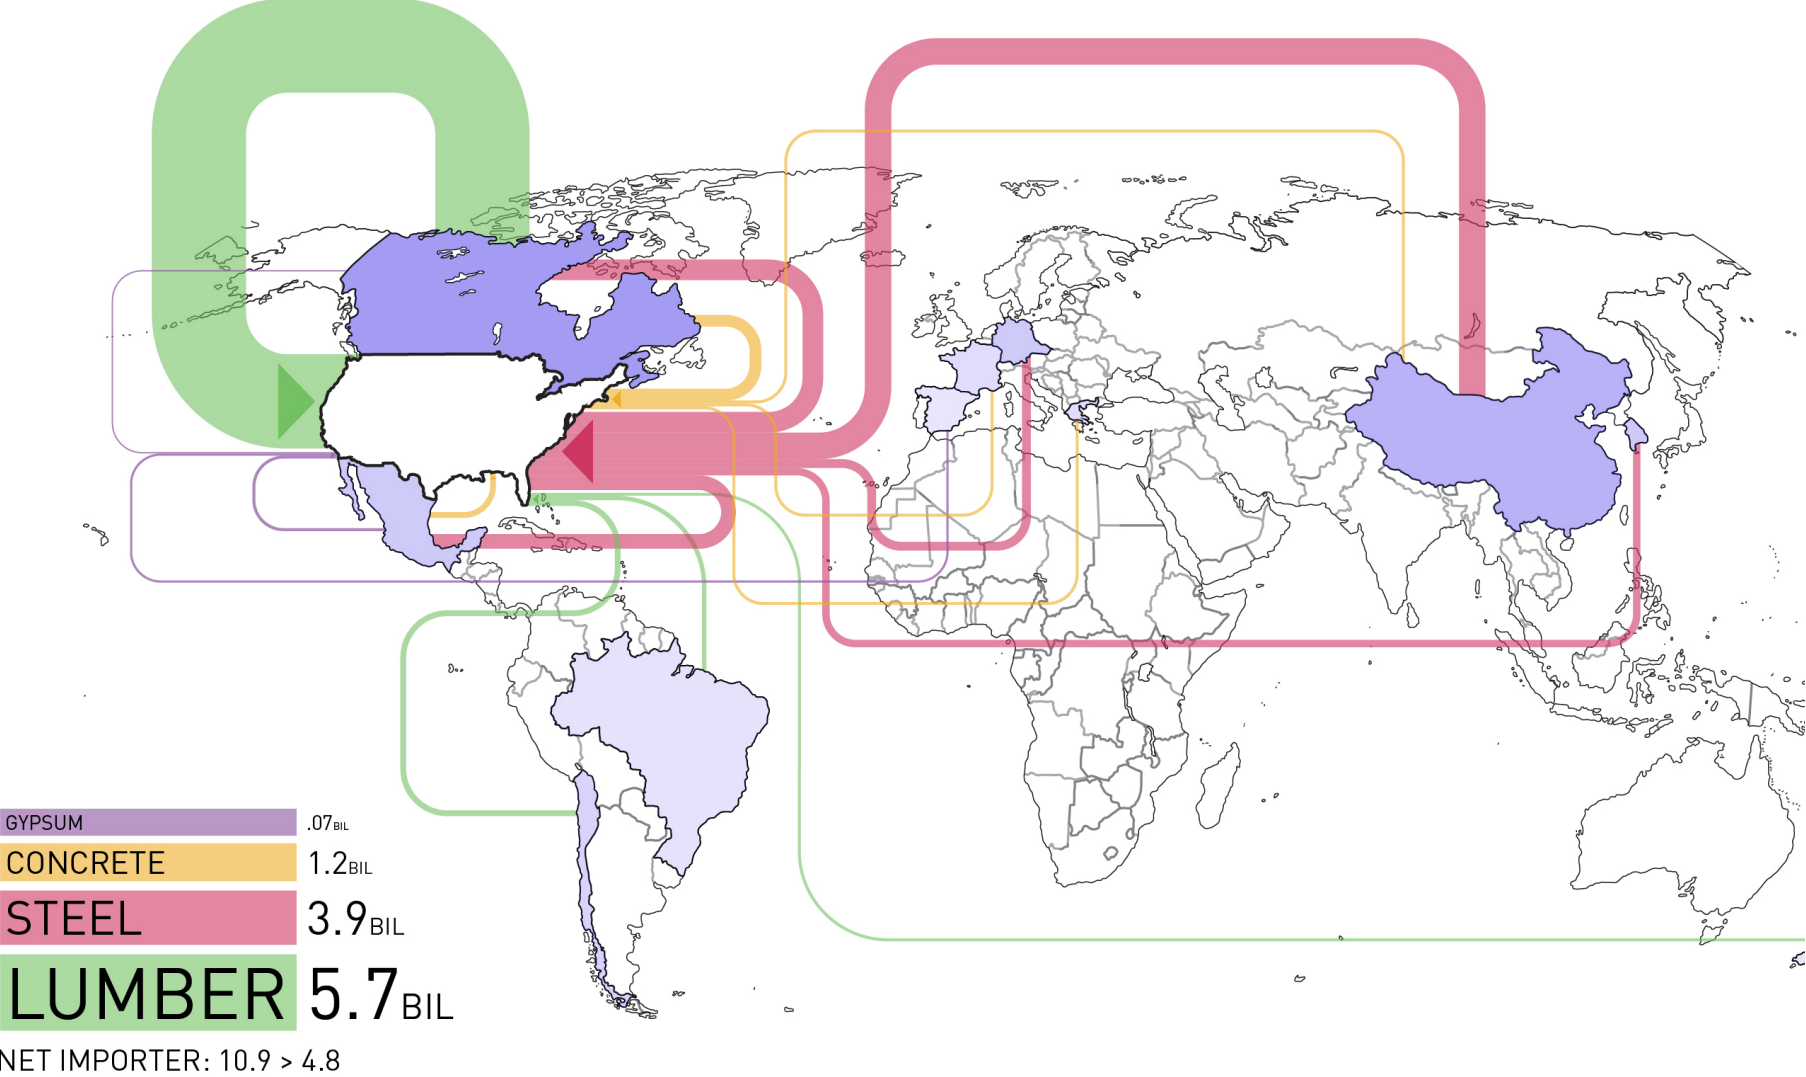 GYPSUM .07BIL
CONCRETE 1.2BIL
STEEL 3.9BIL
LUMBER 5.7BIL
NET IMPORTER: 10.9 > 4.8